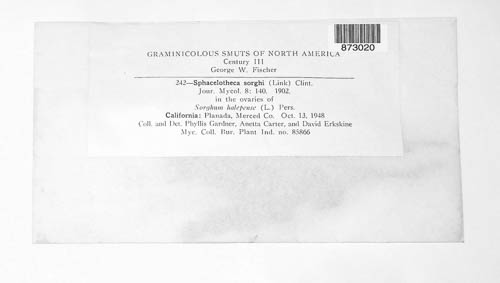 873020
GRAMINICOLOUS SMUTS OF NORTH AMERICA
Century III
George W. Fischer
242—Sphacelotheca sorghi (Link) Clint.
Jour. Mycol. 8: 140. 1902.
in the ovaries of
Sorghum halepense (L.) Pers.
California: Planada, Merced Co. Oct. 13, 1948
Coll. and Det. Phyllis Gardner, Anetta Carter, and David Erkskine
Myc. Coll. Bur. Plant Ind. no. 85866